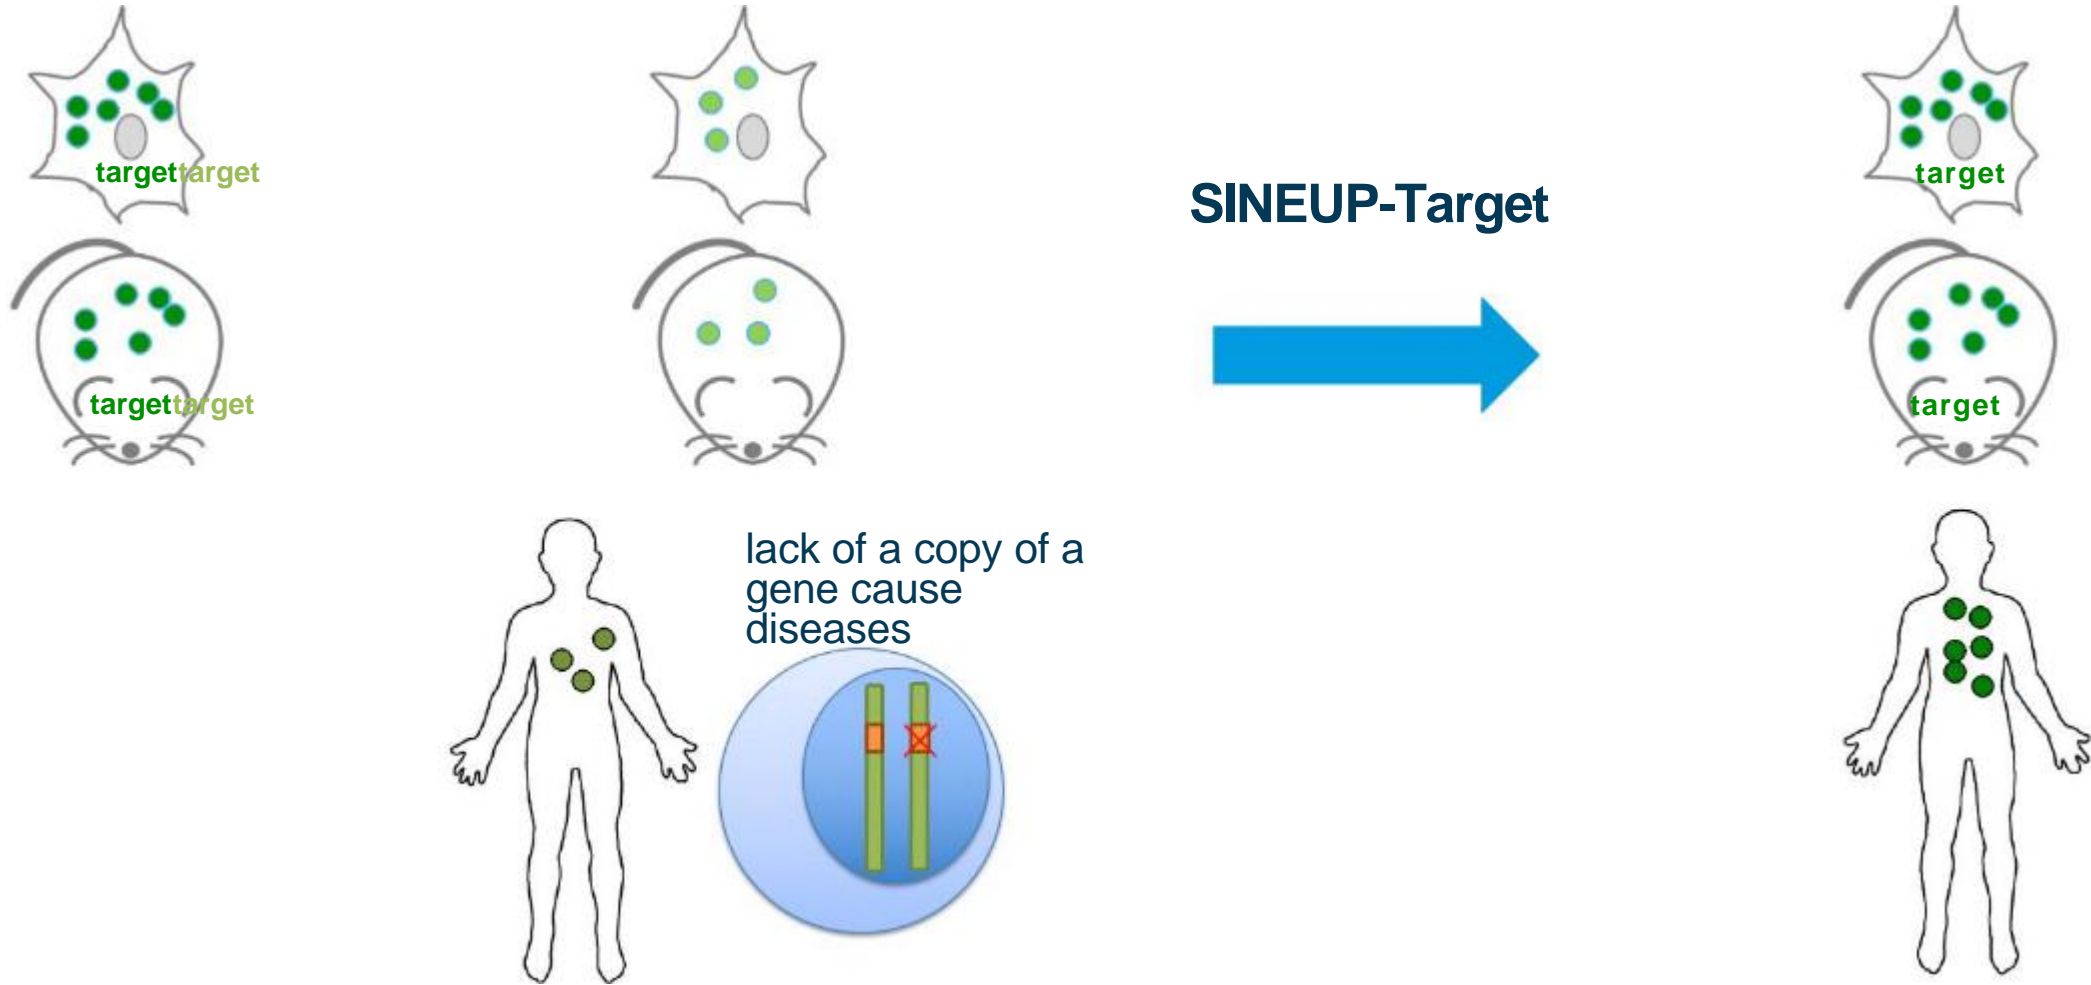 targettarget
target
SINEUP-Target
targettarget
target
lack of a copy of a
gene cause
diseases